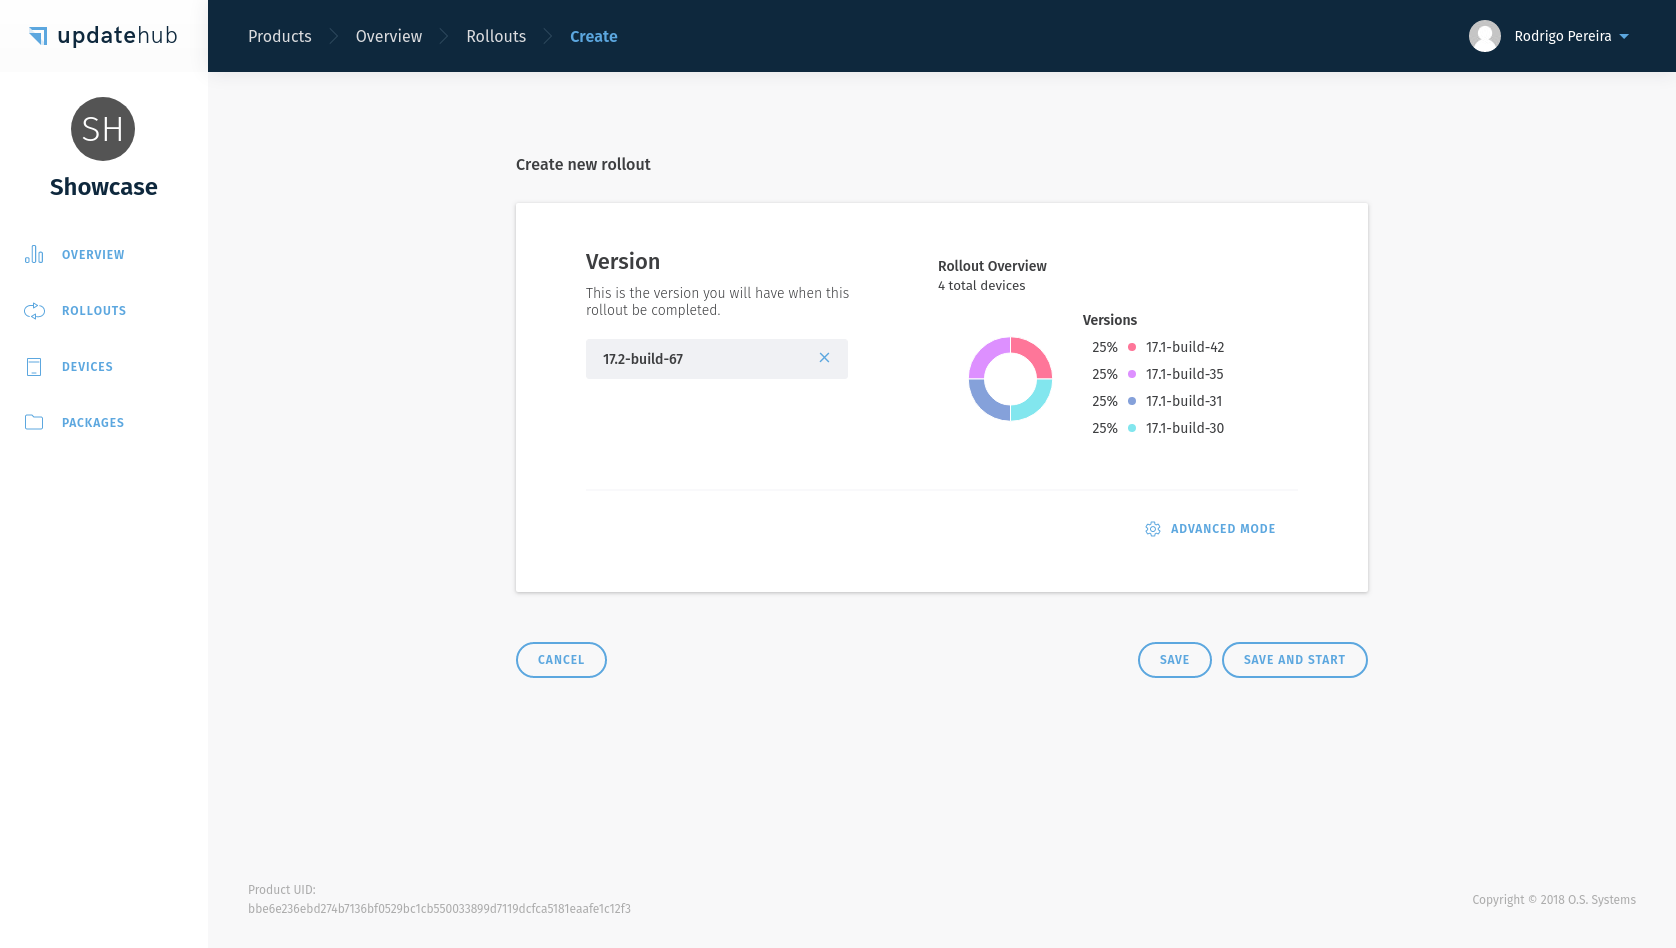 updatehub
Products
Overview
Rollouts
Create
Rodrigo Pereira
SH
Showcase
OVERVIEW
ROLLOUTS
DEVICES
PACKAGES
Create new rollout
Version
This is the version you will have when this
rollout be completed.
17.2-build-67
Rollout Overview
4 total devices
Versions
25% 17.1-build-42
25% 17.1-build-35
25% 17.1-build-31
25% 17.1-build-30
ADVANCED MODE
CANCEL
SAVE
SAVE AND START
Product UID:
bbe6e236ebd274b7136bf0529bc1cb550033899d7119dcfca5181eaafe1c12f3
Copyright © 2018 O.S. Systems